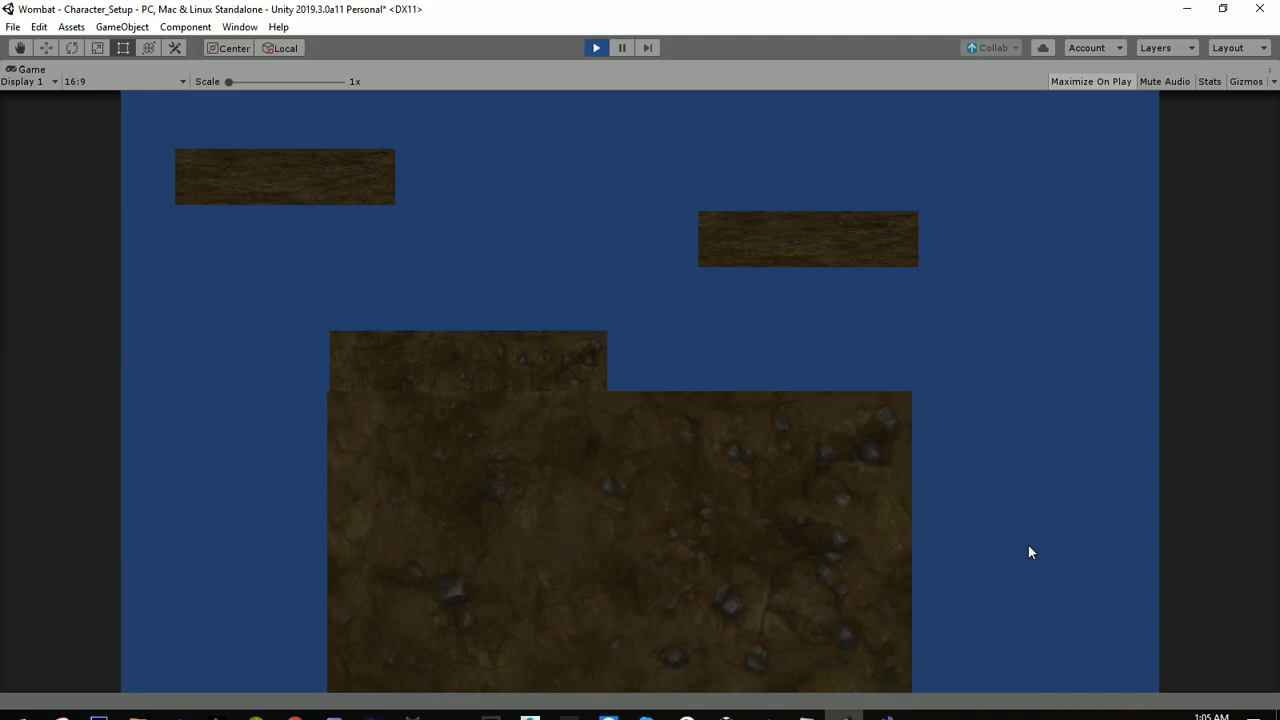 Wombat - Character_Setup - PC, Mac & Linux Standalone - Unity 2019.3.0a11 Personal* <DX11>
File Edit Assets GameObject Component Window Help
Center Local Collab Account Layers Layout
Game
Display 1 16:9 Scale 1x Maximize On Play Mute Audio Stats Gizmos
1:05 AM